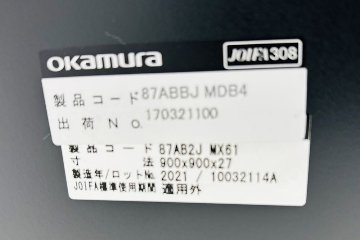 okamura JOIFA308
製品コード 87ABBJ MDB4
出荷No. 170321100
製品コード 87AB2J MX61
寸法 900x900x27
製造年/ロットNo. 2021 / 10032114A
JOIFA標準使用期間 適用外